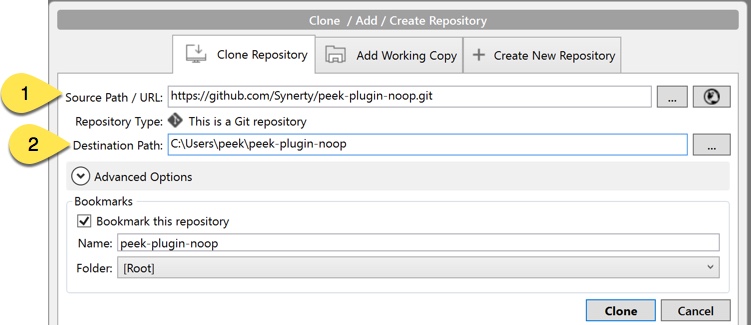 Clone / Add / Create Repository
Clone Repository
Add Working Copy
+ Create New Repository
1
Source Path / URL: https://github.com/Synerty/peek-plugin-noop.git ...
Repository Type: This is a Git repository
2
Destination Path: C:\Users\peek\peek-plugin-noop ...
Advanced Options
Bookmarks
Bookmark this repository
Name: peek-plugin-noop
Folder: [Root]
Clone Cancel